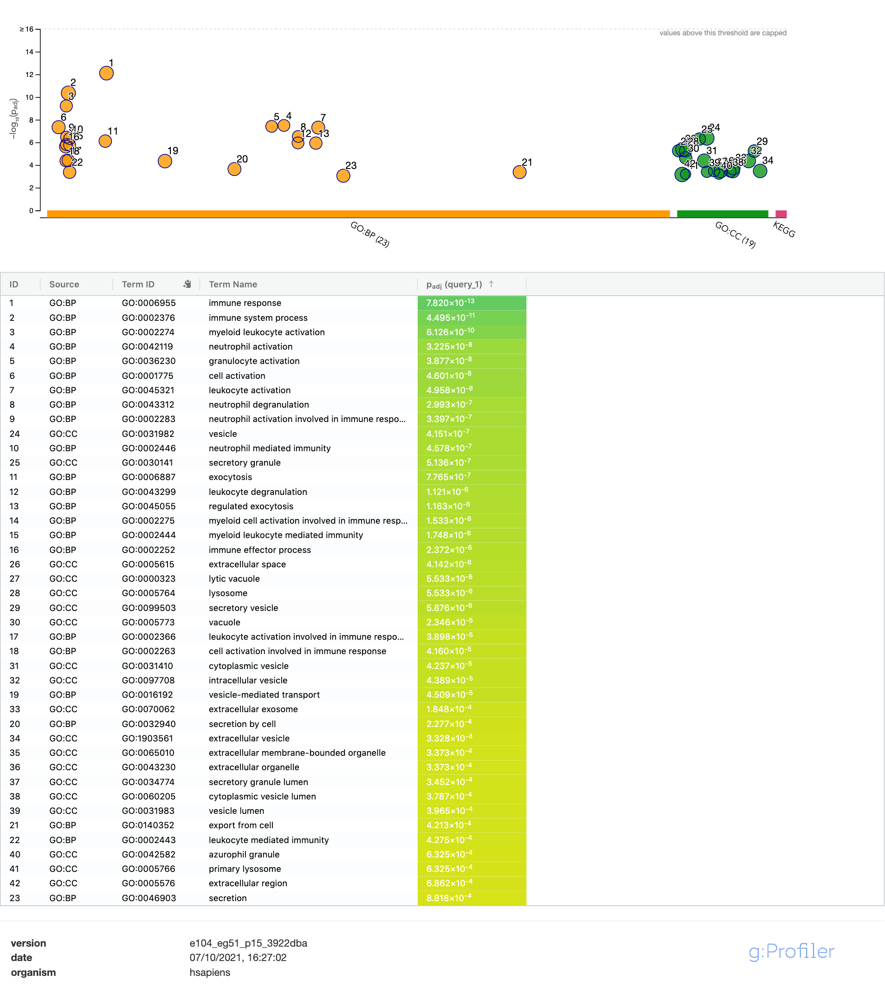 ≥ 16
values above this threshold are capped
14
12
10
8
6
4
2
0
–log₁₀(padj)
1
2
3
6
5
4
7
8
12
13
11
9
10
16
18
22
19
20
23
21
25
24
28
30
31
29
32
34
39
40
38
42
GO:BP (23)
GO:CC (19)
KEGG
ID Source Term ID Term Name padj (query_1) ↑
1 GO:BP GO:0006955 immune response 7.820×10⁻¹³
2 GO:BP GO:0002376 immune system process 4.495×10⁻¹¹
3 GO:BP GO:0002274 myeloid leukocyte activation 6.126×10⁻¹⁰
4 GO:BP GO:0042119 neutrophil activation 3.225×10⁻⁸
5 GO:BP GO:0036230 granulocyte activation 3.877×10⁻⁸
6 GO:BP GO:0001775 cell activation 4.601×10⁻⁸
7 GO:BP GO:0045321 leukocyte activation 4.958×10⁻⁸
8 GO:BP GO:0043312 neutrophil degranulation 2.993×10⁻⁷
9 GO:BP GO:0002283 neutrophil activation involved in immune respo... 3.397×10⁻⁷
24 GO:CC GO:0031982 vesicle 4.151×10⁻⁷
10 GO:BP GO:0002446 neutrophil mediated immunity 4.578×10⁻⁷
25 GO:CC GO:0030141 secretory granule 5.136×10⁻⁷
11 GO:BP GO:0006887 exocytosis 7.765×10⁻⁷
12 GO:BP GO:0043299 leukocyte degranulation 1.121×10⁻⁶
13 GO:BP GO:0045055 regulated exocytosis 1.163×10⁻⁶
14 GO:BP GO:0002275 myeloid cell activation involved in immune resp... 1.533×10⁻⁶
15 GO:BP GO:0002444 myeloid leukocyte mediated immunity 1.748×10⁻⁶
16 GO:BP GO:0002252 immune effector process 2.372×10⁻⁶
26 GO:CC GO:0005615 extracellular space 4.142×10⁻⁶
27 GO:CC GO:0000323 lytic vacuole 5.533×10⁻⁶
28 GO:CC GO:0005764 lysosome 5.533×10⁻⁶
29 GO:CC GO:0099503 secretory vesicle 5.876×10⁻⁶
30 GO:CC GO:0005773 vacuole 2.346×10⁻⁵
17 GO:BP GO:0002366 leukocyte activation involved in immune respo... 3.898×10⁻⁵
18 GO:BP GO:0002263 cell activation involved in immune response 4.160×10⁻⁵
31 GO:CC GO:0031410 cytoplasmic vesicle 4.237×10⁻⁵
32 GO:CC GO:0097708 intracellular vesicle 4.389×10⁻⁵
19 GO:BP GO:0016192 vesicle-mediated transport 4.509×10⁻⁵
33 GO:CC GO:0070062 extracellular exosome 1.848×10⁻⁴
20 GO:BP GO:0032940 secretion by cell 2.277×10⁻⁴
34 GO:CC GO:1903561 extracellular vesicle 3.328×10⁻⁴
35 GO:CC GO:0065010 extracellular membrane-bounded organelle 3.373×10⁻⁴
36 GO:CC GO:0043230 extracellular organelle 3.373×10⁻⁴
37 GO:CC GO:0034774 secretory granule lumen 3.452×10⁻⁴
38 GO:CC GO:0060205 cytoplasmic vesicle lumen 3.787×10⁻⁴
39 GO:CC GO:0031983 vesicle lumen 3.965×10⁻⁴
21 GO:BP GO:0140352 export from cell 4.213×10⁻⁴
22 GO:BP GO:0002443 leukocyte mediated immunity 4.275×10⁻⁴
40 GO:CC GO:0042582 azurophil granule 6.325×10⁻⁴
41 GO:CC GO:0005766 primary lysosome 6.325×10⁻⁴
42 GO:CC GO:0005576 extracellular region 6.862×10⁻⁴
23 GO:BP GO:0046903 secretion 8.818×10⁻⁴
version e104_eg51_p15_3922dba
date 07/10/2021, 16:27:02
organism hsapiens
g:Profiler